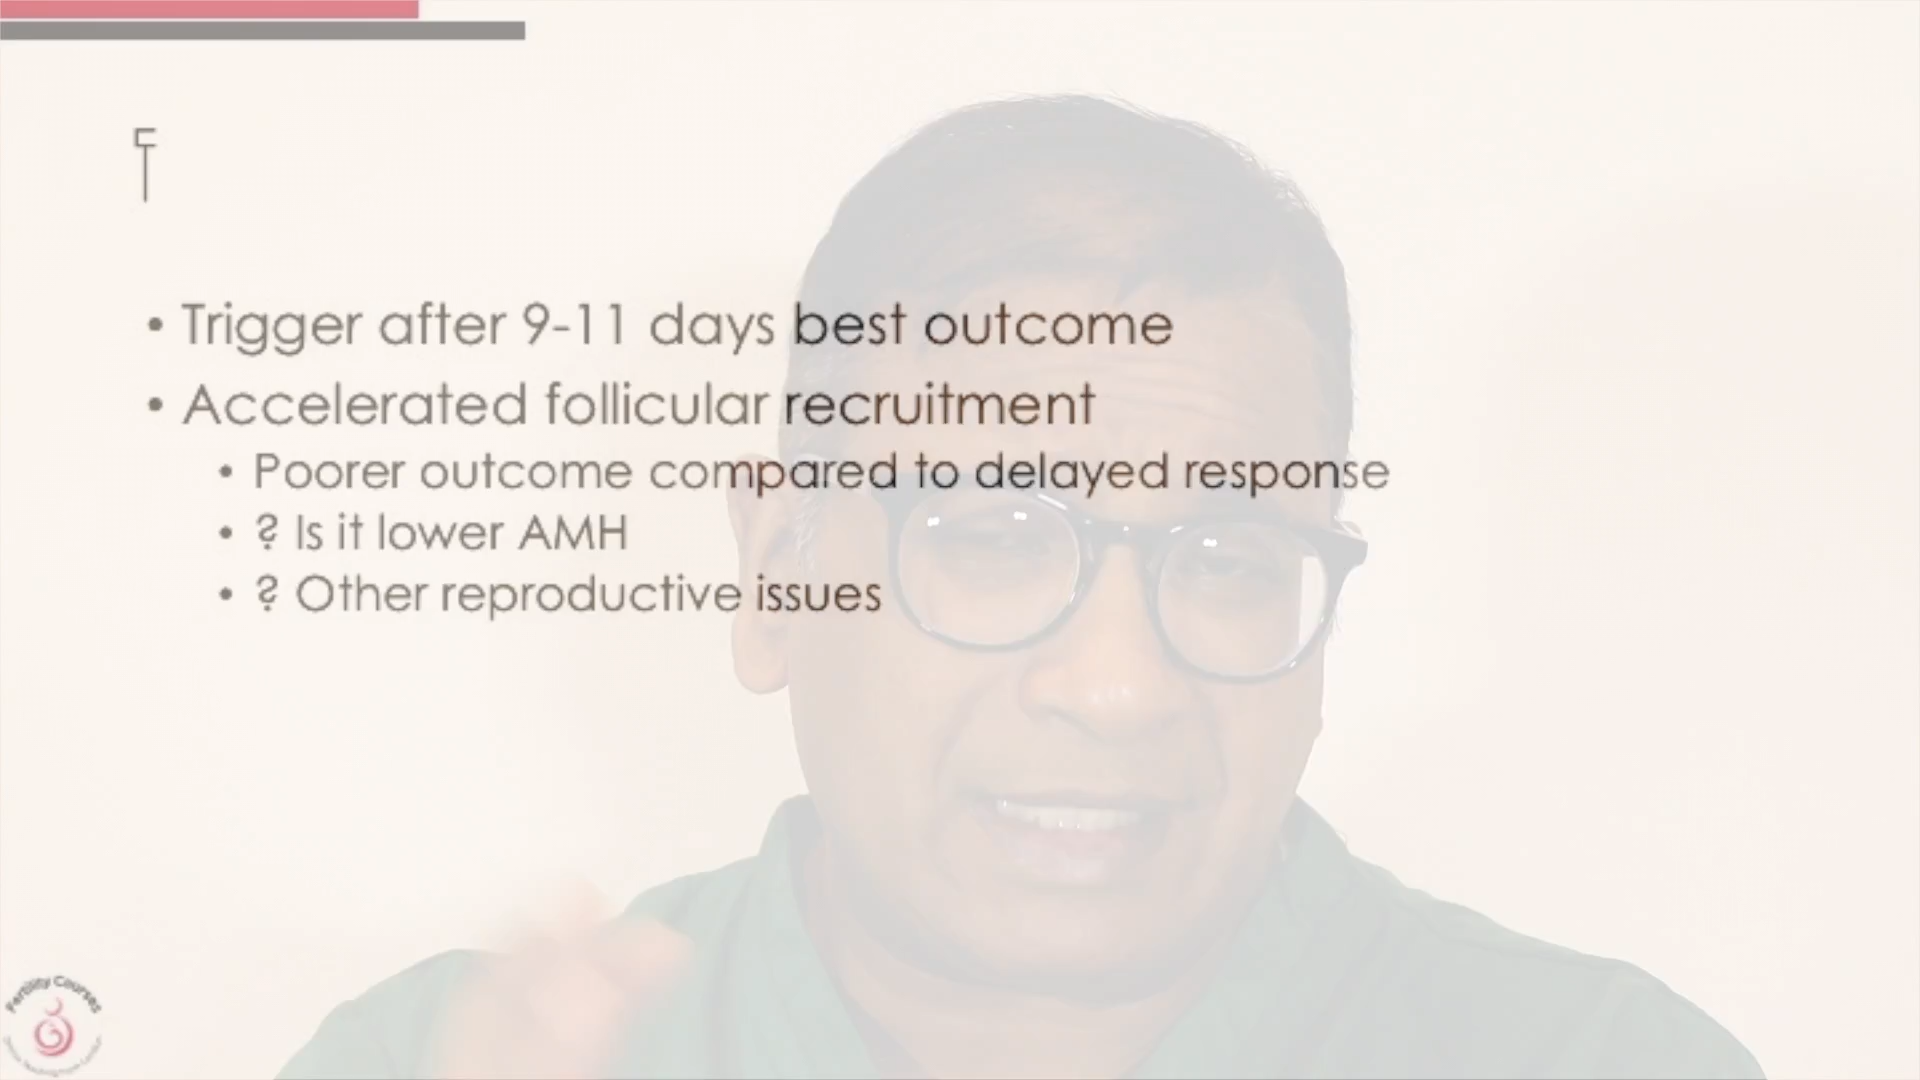 • Trigger after 9-11 days best outcome
• Accelerated follicular recruitment
• Poorer outcome compared to delayed response
• ? Is it lower AMH
• ? Other reproductive issues
Fertility Courses